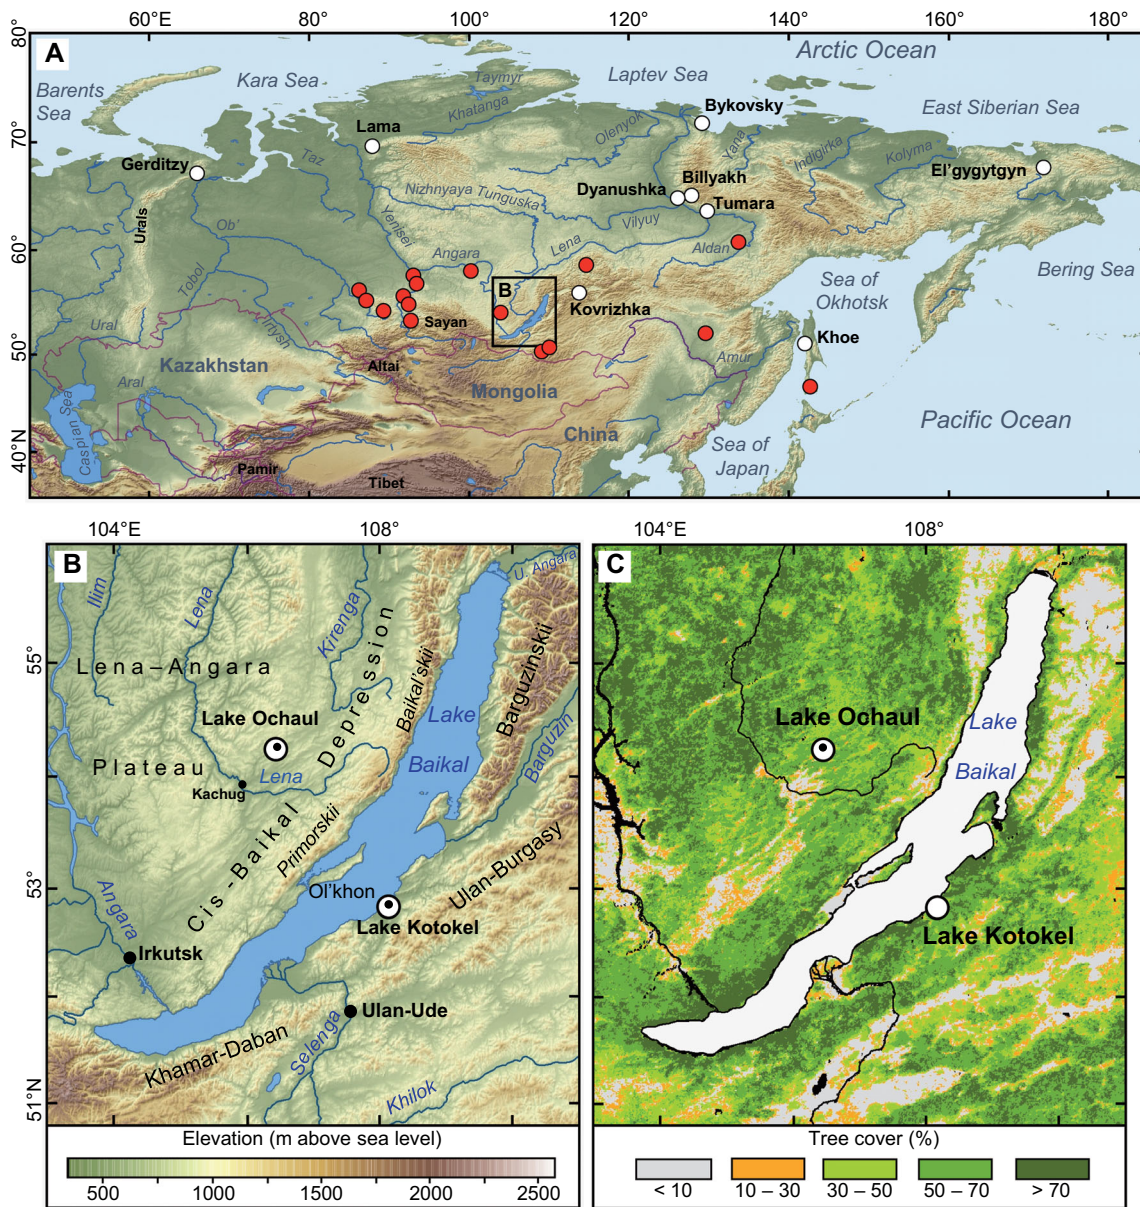 60°E
80°
100°
120°
140°
160°
180°
80°
70°
60°
50°
40°N
A
Arctic Ocean
Barents
Sea
Kara Sea
Laptev Sea
East Siberian Sea
Taymyr
Khatanga
Olenyok
Bykovsky
Yana
Indigirka
Kolyma
Lama
Gerditzy
Taz
Nizhnyaya Tunguska
Dyanushka
Billyakh
Tumara
El'gygytgyn
Urals
Ob'
Yenisei
Vilyuy
Lena
Aldan
Angara
Tobol
Irtysh
Ural
Sayan
B
Kovrizhka
Sea of
Okhotsk
Bering Sea
Khoe
Amur
Kazakhstan
Altai
Mongolia
Aral
Caspian Sea
China
Pamir
Tibet
Sea of
Japan
Pacific Ocean
104°E
108°
55°
53°
51°N
B
Ilim
Lena
Kirenga
U. Angara
Lena–Angara
Plateau
Lake Ochaul
Lena
Kachug
Cis-Baikal Depression
Baikal'skii
Primorskii
Barguzinskii
Barguzin
Lake
Baikal
Ol'khon
Ulan-Burgasy
Lake Kotokel
Angara
Irkutsk
Ulan-Ude
Khamar-Daban
Selenga
Khilok
Elevation (m above sea level)
500
1000
1500
2000
2500
104°E
108°
C
Lake Ochaul
Lake
Baikal
Lake Kotokel
Tree cover (%)
< 10
10 – 30
30 – 50
50 – 70
> 70